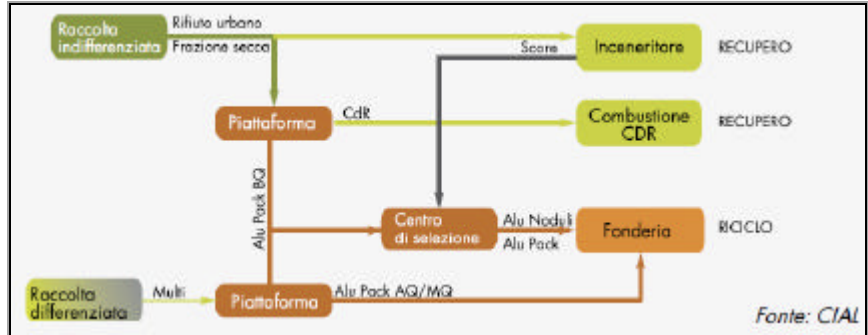 Raccolta
indifferenziata
Rifiuto urbano
Frazione secca
Scorie
Inceneritore
RECUPERO
Piattaforma
CdR
Combustione
CDR
RECUPERO
Alu Pack BQ
Centro
di selezione
Alu Noduli
Alu Pack
Fonderia
RICICLO
Raccolta
differenziata
Multi
Piattaforma
Alu Pack AQ/MQ
Fonte: CIAL